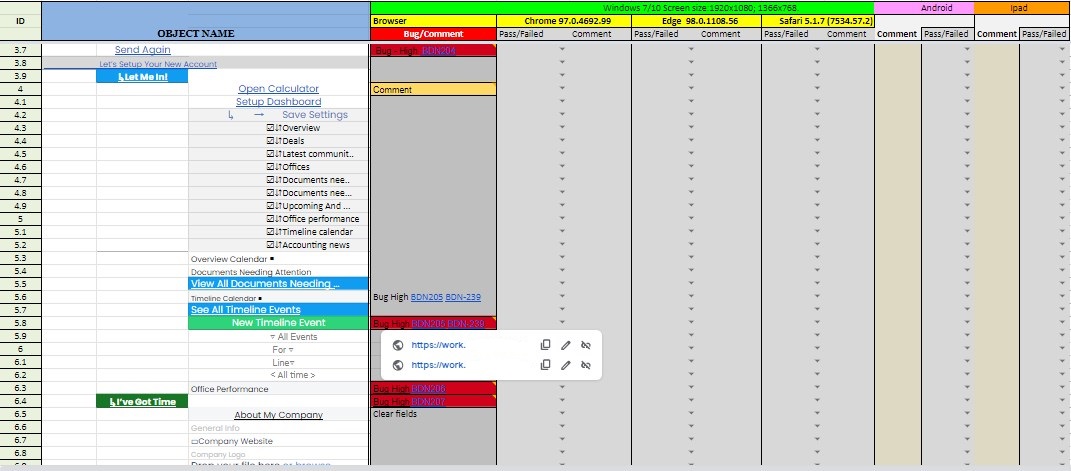 Windows 7/10 Screen size:1920x1080; 1366x768
Android
Ipad
ID
OBJECT NAME
Browser
Chrome 97.0.4692.99
Edge 98.0.1108.56
Safari 5.1.7 (7534.57.2)
Bug/Comment
Pass/Failed Comment Pass/Failed Comment Pass/Failed Comment Comment Pass/Failed Comment Pass/Failed
3.7 Send Again Bug - High BDN204
3.8 Let's Setup Your New Account
3.9 ↳Let Me In!
4 Open Calculator Comment
4.1 Setup Dashboard
4.2 ↳ → Save Settings
4.3 ☑↓↑Overview
4.4 ☑↓↑Deals
4.5 ☑↓↑Latest communit..
4.6 ☑↓↑Offices
4.7 ☑↓↑Documents nee..
4.8 ☑↓↑Documents nee...
4.9 ☑↓↑Upcoming And ...
5 ☑↓↑Office performance
5.1 ☑↓↑Timeline calendar
5.2 ☑↓↑Accounting news
5.3 Overview Calendar ▪
5.4 Documents Needing Attention
5.5 View All Documents Needing ...
5.6 Timeline Calendar ▪ Bug High BDN205 BDN-239
5.7 See All Timeline Events
5.8 New Timeline Event Bug High BDN205 BDN-239
5.9 ▿ All Events
https://work.
6 For ▿
6.1 Line▿
https://work.
6.2 < All time >
6.3 Office Performance Bug High BDN206
6.4 ↳I've Got Time Bug High BDN207
6.5 About My Company Clear fields
6.6 General Info
6.7 ▭Company Website
6.8 Company Logo
6.9 Drop your file here or browse